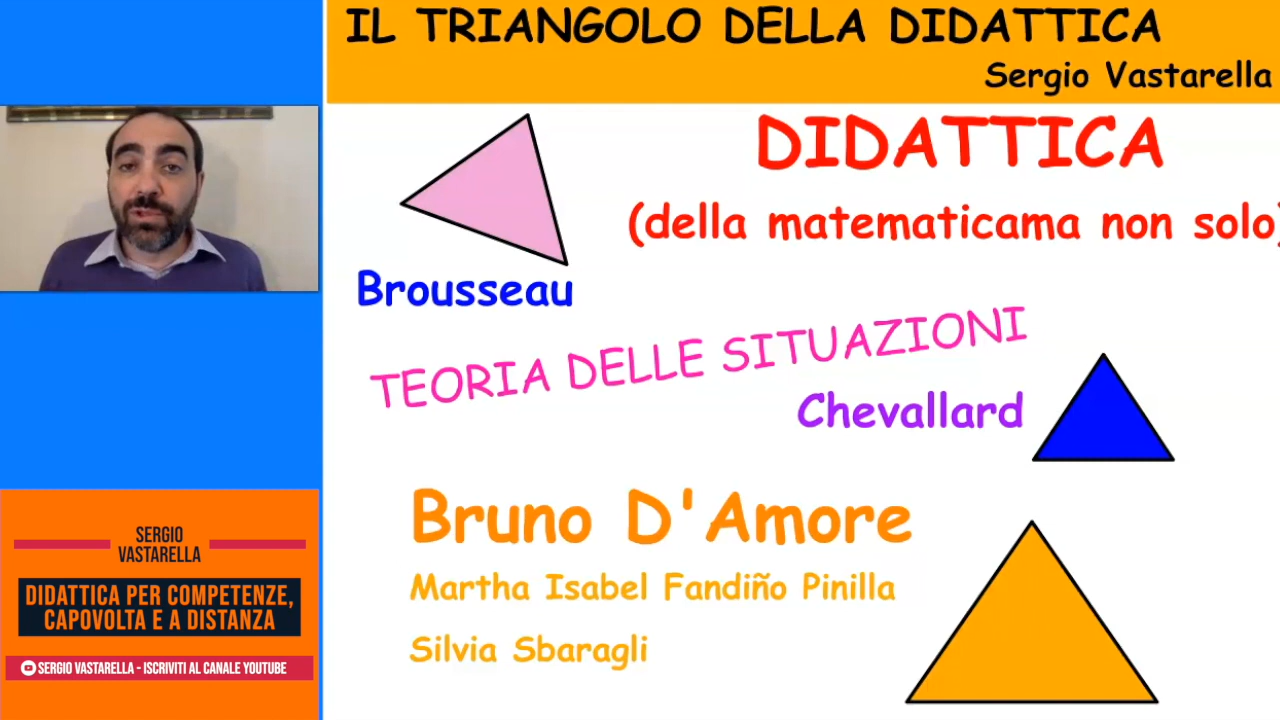 IL TRIANGOLO DELLA DIDATTICA
Sergio Vastarella
DIDATTICA
(della matematicama non solo)
Brousseau
TEORIA DELLE SITUAZIONI
Chevallard
Bruno D'Amore
Martha Isabel Fandiño Pinilla
Silvia Sbaragli
SERGIO
VASTARELLA
DIDATTICA PER COMPETENZE,
CAPOVOLTA E A DISTANZA
SERGIO VASTARELLA - ISCRIVITI AL CANALE YOUTUBE